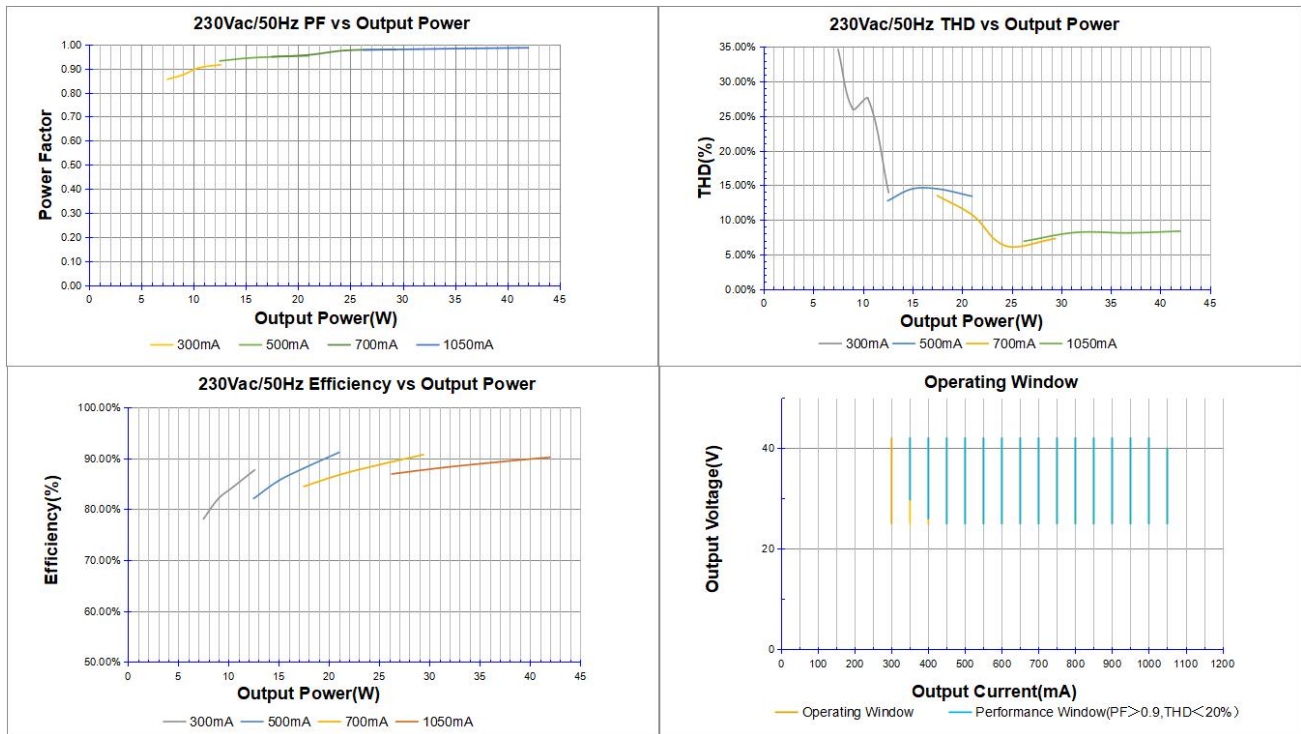 230Vac/50Hz PF vs Output Power
Power Factor
1.00
0.90
0.80
0.70
0.60
0.50
0.40
0.30
0.20
0.10
0.00
0 5 10 15 20 25 30 35 40 45
Output Power(W)
300mA 500mA 700mA 1050mA
230Vac/50Hz THD vs Output Power
THD(%)
35.00%
30.00%
25.00%
20.00%
15.00%
10.00%
5.00%
0.00%
0 5 10 15 20 25 30 35 40 45
Output Power(W)
300mA 500mA 700mA 1050mA
230Vac/50Hz Efficiency vs Output Power
Efficiency(%)
100.00%
90.00%
80.00%
70.00%
60.00%
50.00%
0 5 10 15 20 25 30 35 40 45
Output Power(W)
300mA 500mA 700mA 1050mA
Operating Window
Output Voltage(V)
40
20
0
0 100 200 300 400 500 600 700 800 900 1000 1100 1200
Output Current(mA)
Operating Window Performance Window(PF>0.9,THD<20%)